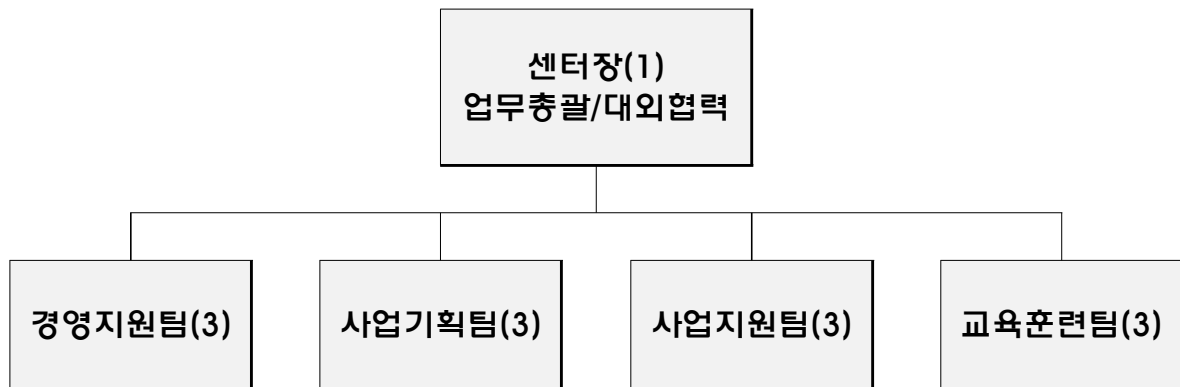 센터장(1)
업무총괄/대외협력
경영지원팀(3)
사업기획팀(3)
사업지원팀(3)
교육훈련팀(3)